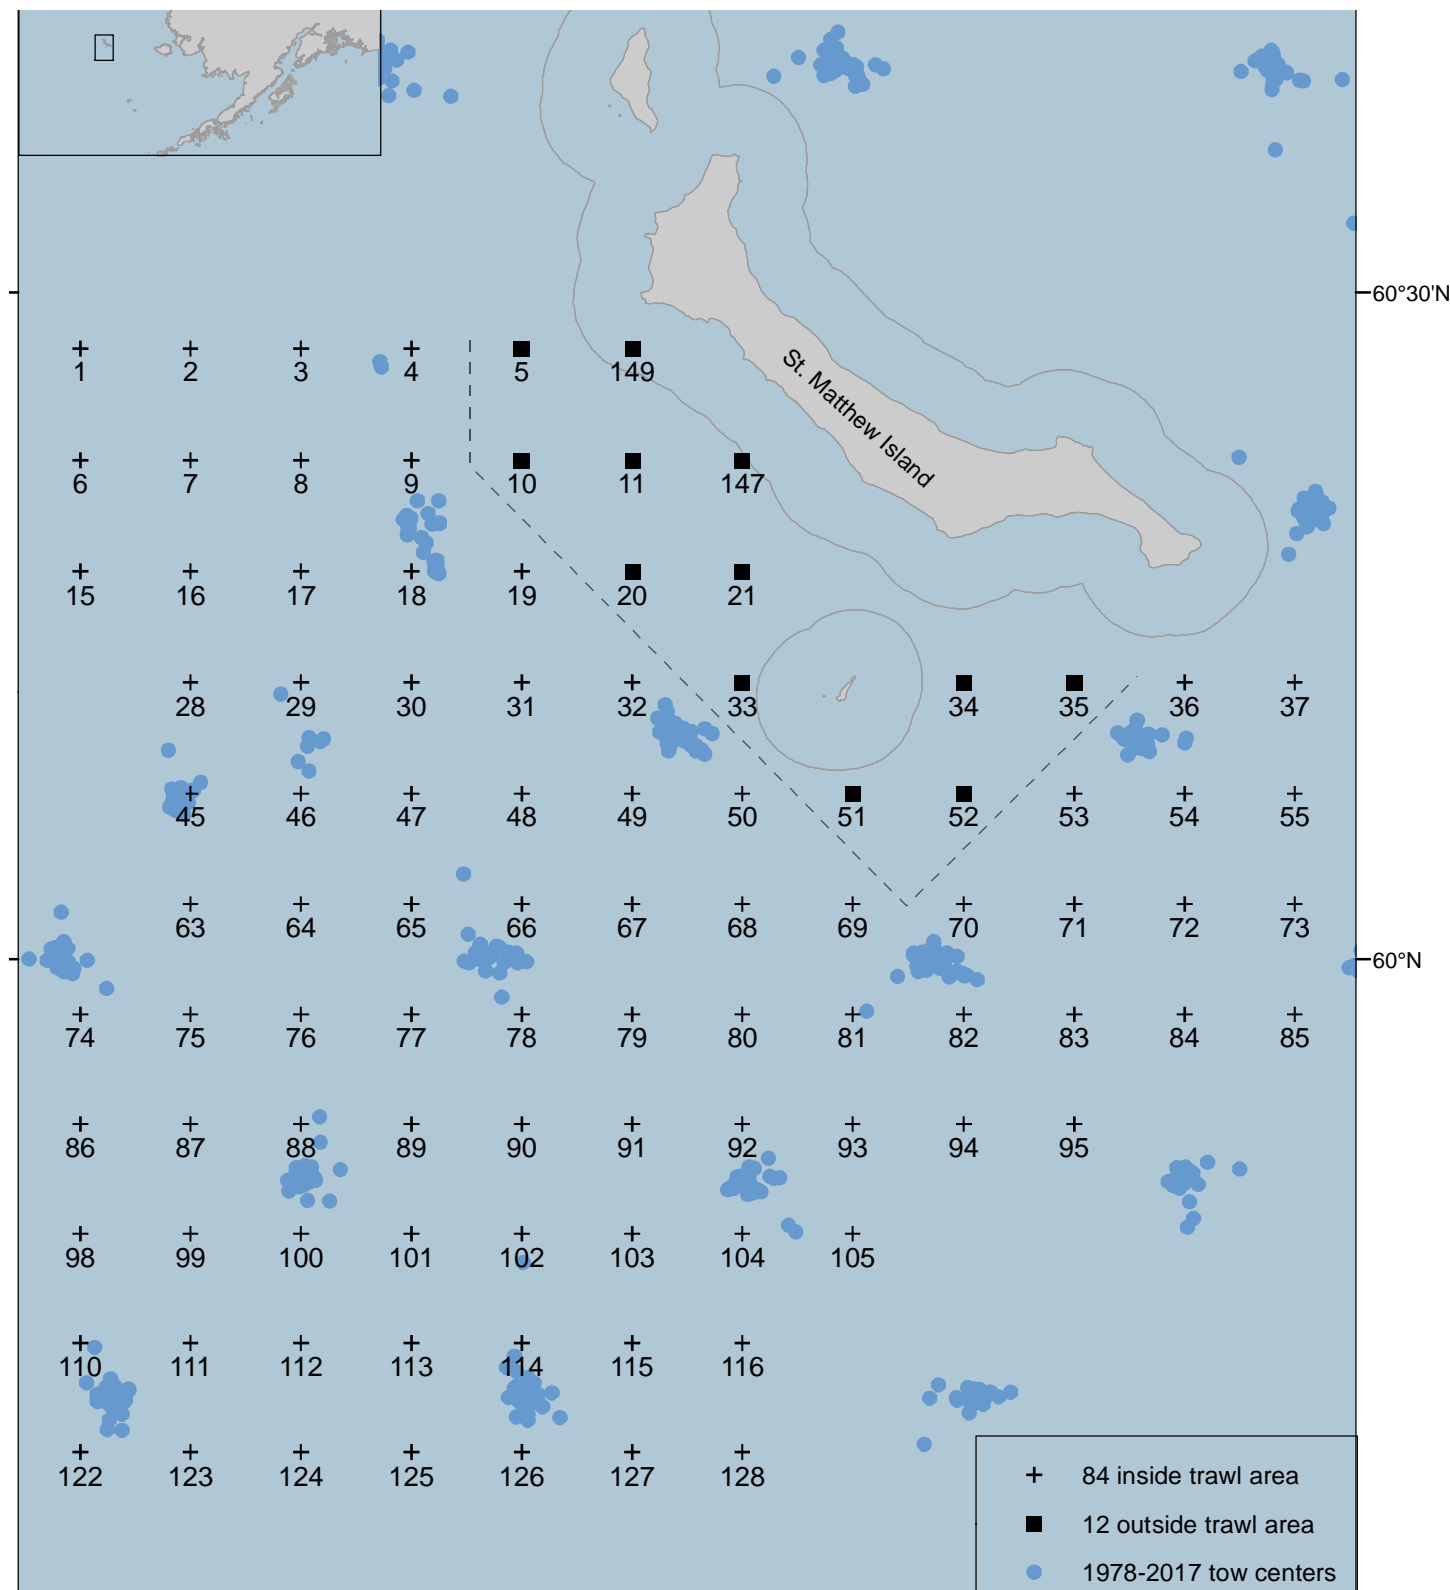 60°30'N
1 2 3 4 5 149
St. Matthew Island
6 7 8 9 10 11 147
15 16 17 18 19 20 21
28 29 30 31 32 33 34 35 36 37
45 46 47 48 49 50 51 52 53 54 55
63 64 65 66 67 68 69 70 71 72 73
60°N
74 75 76 77 78 79 80 81 82 83 84 85
86 87 88 89 90 91 92 93 94 95
98 99 100 101 102 103 104 105
110 111 112 113 114 115 116
122 123 124 125 126 127 128
84 inside trawl area
12 outside trawl area
1978-2017 tow centers